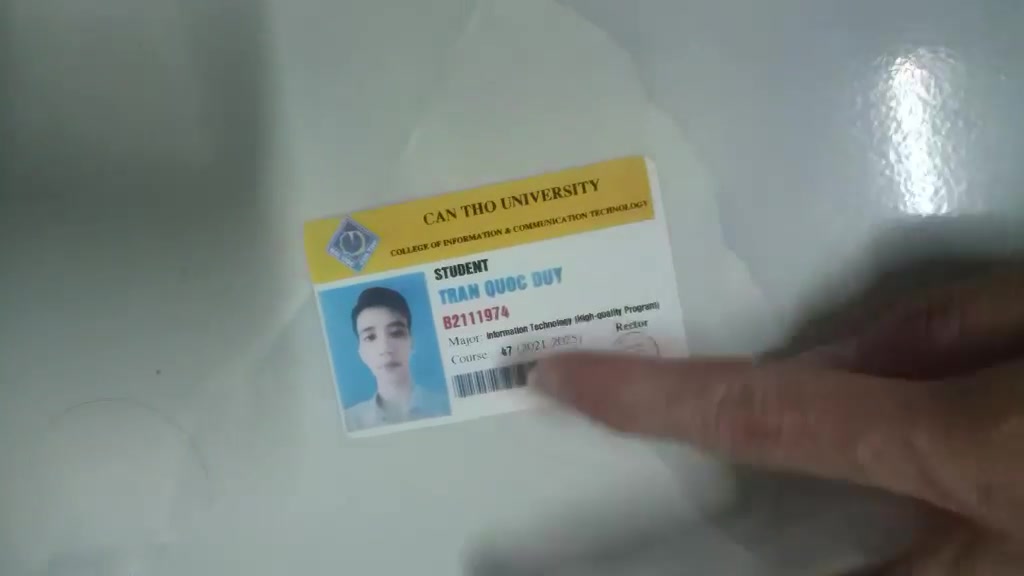 CAN THO UNIVERSITY
COLLEGE OF INFORMATION & COMMUNICATION TECHNOLOGY
STUDENT
TRAN QUOC DUY
B2111974
Major: Information Technology (High-quality Program)
Course: 47 (2021 2025)
Rector